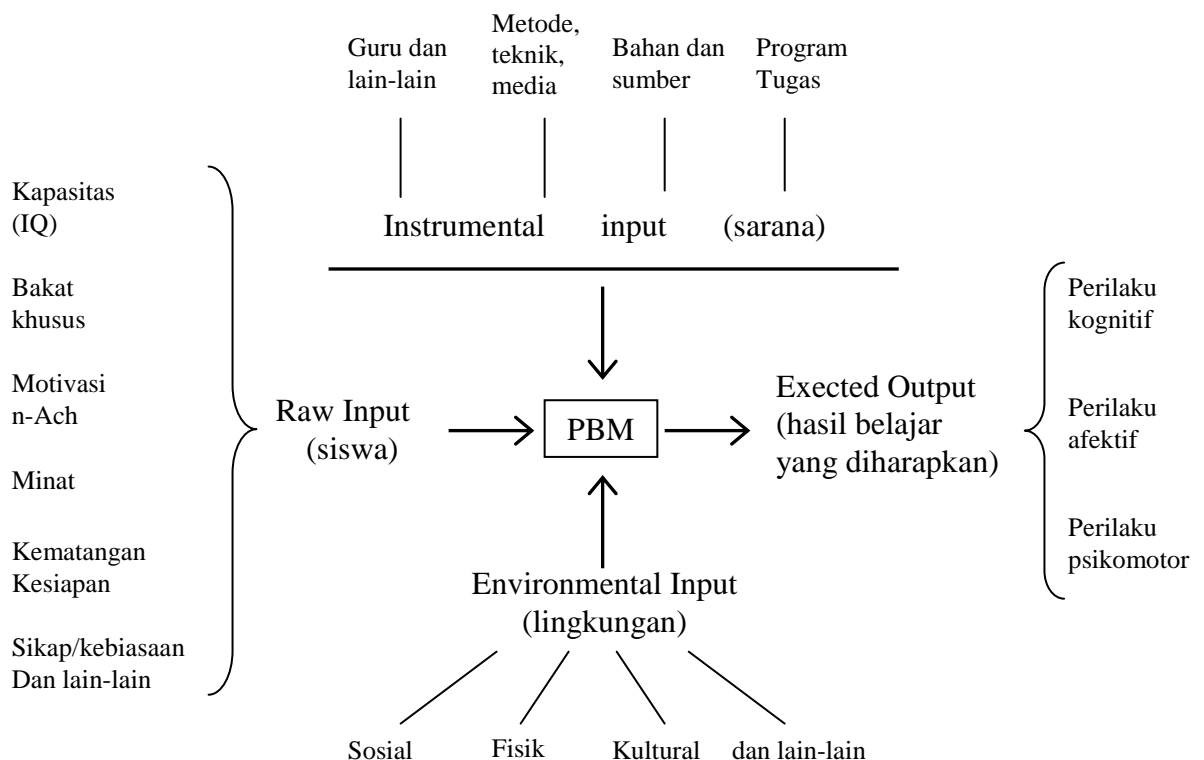 Guru dan
lain-lain
Metode,
teknik,
media
Bahan dan
sumber
Program
Tugas
Instrumental input (sarana)
Kapasitas
(IQ)
Bakat
khusus
Motivasi
n-Ach
Minat
Kematangan
Kesiapan
Sikap/kebiasaan
Dan lain-lain
Raw Input
(siswa)
PBM
Exected Output
(hasil belajar
yang diharapkan)
Perilaku
kognitif
Perilaku
afektif
Perilaku
psikomotor
Environmental Input
(lingkungan)
Sosial
Fisik
Kultural
dan lain-lain